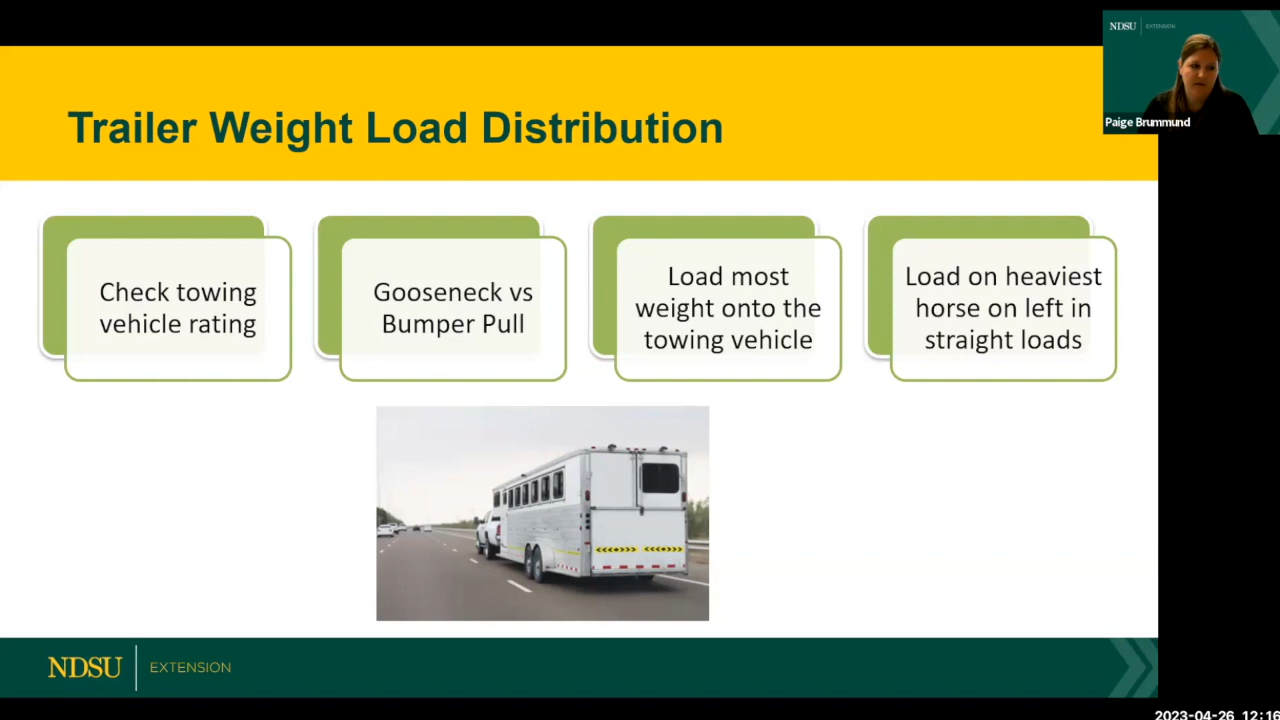 NDSU EXTENSION
Paige Brummund
Trailer Weight Load Distribution
Check towing
vehicle rating
Gooseneck vs
Bumper Pull
Load most
weight onto the
towing vehicle
Load on heaviest
horse on left in
straight loads
NDSU EXTENSION
2023-04-26 12:16